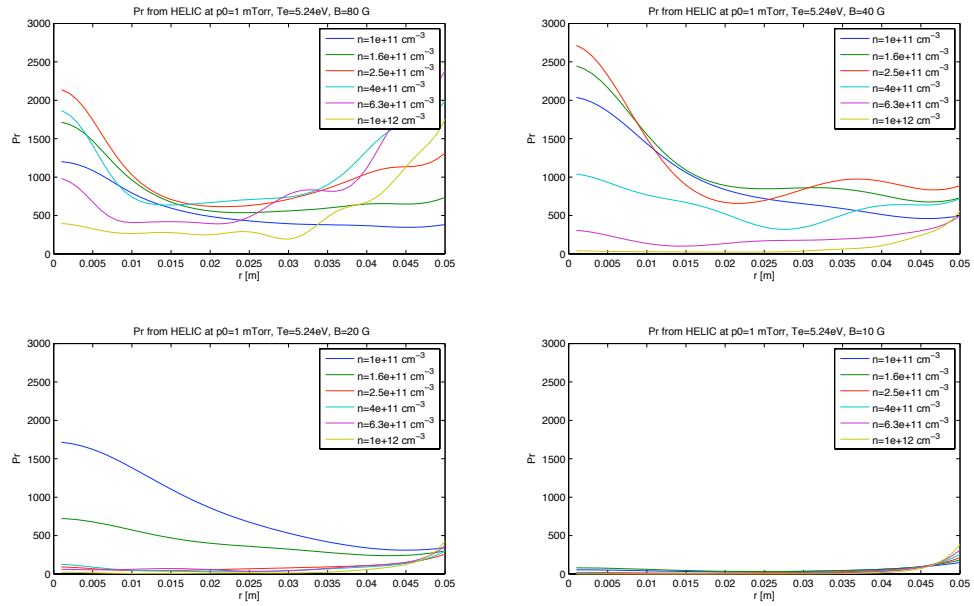 Pr from HELIC at p0=1 mTorr, Te=5.24eV, B=80 G
3000
2500
2000
1500
1000
500
0
Pr
0 0.005 0.01 0.015 0.02 0.025 0.03 0.035 0.04 0.045 0.05
r [m]
n=1e+11 cm⁻³
n=1.6e+11 cm⁻³
n=2.5e+11 cm⁻³
n=4e+11 cm⁻³
n=6.3e+11 cm⁻³
n=1e+12 cm⁻³
Pr from HELIC at p0=1 mTorr, Te=5.24eV, B=40 G
3000
2500
2000
1500
1000
500
0
Pr
0 0.005 0.01 0.015 0.02 0.025 0.03 0.035 0.04 0.045 0.05
r [m]
n=1e+11 cm⁻³
n=1.6e+11 cm⁻³
n=2.5e+11 cm⁻³
n=4e+11 cm⁻³
n=6.3e+11 cm⁻³
n=1e+12 cm⁻³
Pr from HELIC at p0=1 mTorr, Te=5.24eV, B=20 G
3000
2500
2000
1500
1000
500
0
Pr
0 0.005 0.01 0.015 0.02 0.025 0.03 0.035 0.04 0.045 0.05
r [m]
n=1e+11 cm⁻³
n=1.6e+11 cm⁻³
n=2.5e+11 cm⁻³
n=4e+11 cm⁻³
n=6.3e+11 cm⁻³
n=1e+12 cm⁻³
Pr from HELIC at p0=1 mTorr, Te=5.24eV, B=10 G
3000
2500
2000
1500
1000
500
0
Pr
0 0.005 0.01 0.015 0.02 0.025 0.03 0.035 0.04 0.045 0.05
r [m]
n=1e+11 cm⁻³
n=1.6e+11 cm⁻³
n=2.5e+11 cm⁻³
n=4e+11 cm⁻³
n=6.3e+11 cm⁻³
n=1e+12 cm⁻³